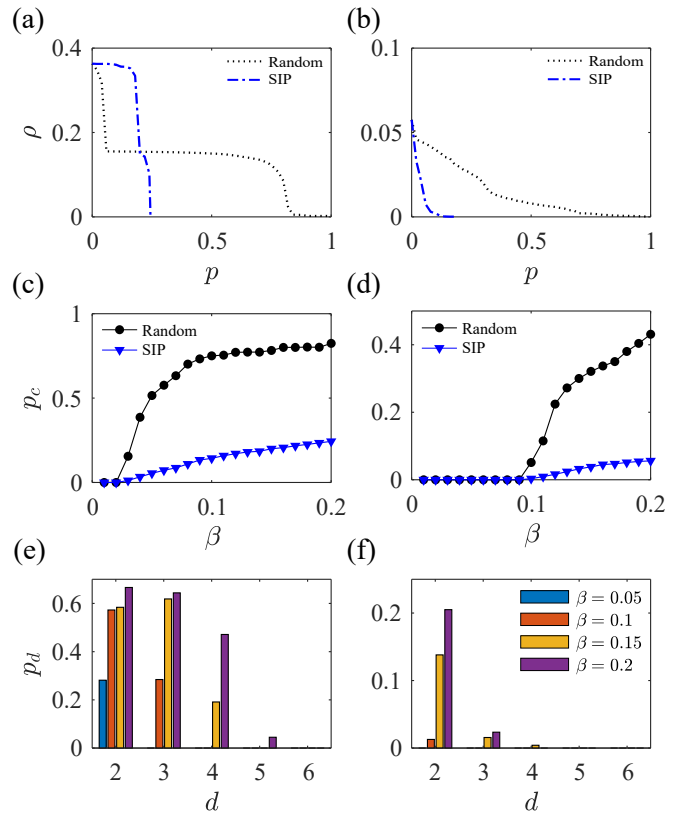 (a)
(b)
0.4
0.2
0
ρ
Random
SIP
0
0.5
1
p
0.1
0.05
0
Random
SIP
0
0.5
1
p
(c)
(d)
1
0.5
0
p_c
Random
SIP
0
0.1
0.2
β
0.4
0.2
0
Random
SIP
0
0.1
0.2
β
(e)
(f)
0.6
0.4
0.2
0
p_d
2 3 4 5 6
d
0.2
0.1
0
β = 0.05
β = 0.1
β = 0.15
β = 0.2
2 3 4 5 6
d